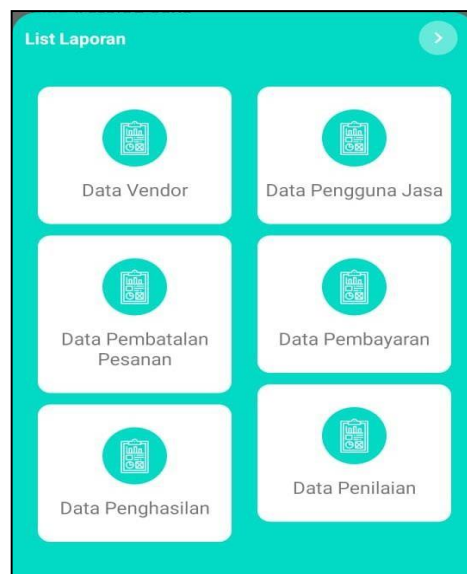 List Laporan
Data Vendor
Data Pengguna Jasa
Data Pembatalan
Pesanan
Data Pembayaran
Data Penghasilan
Data Penilaian